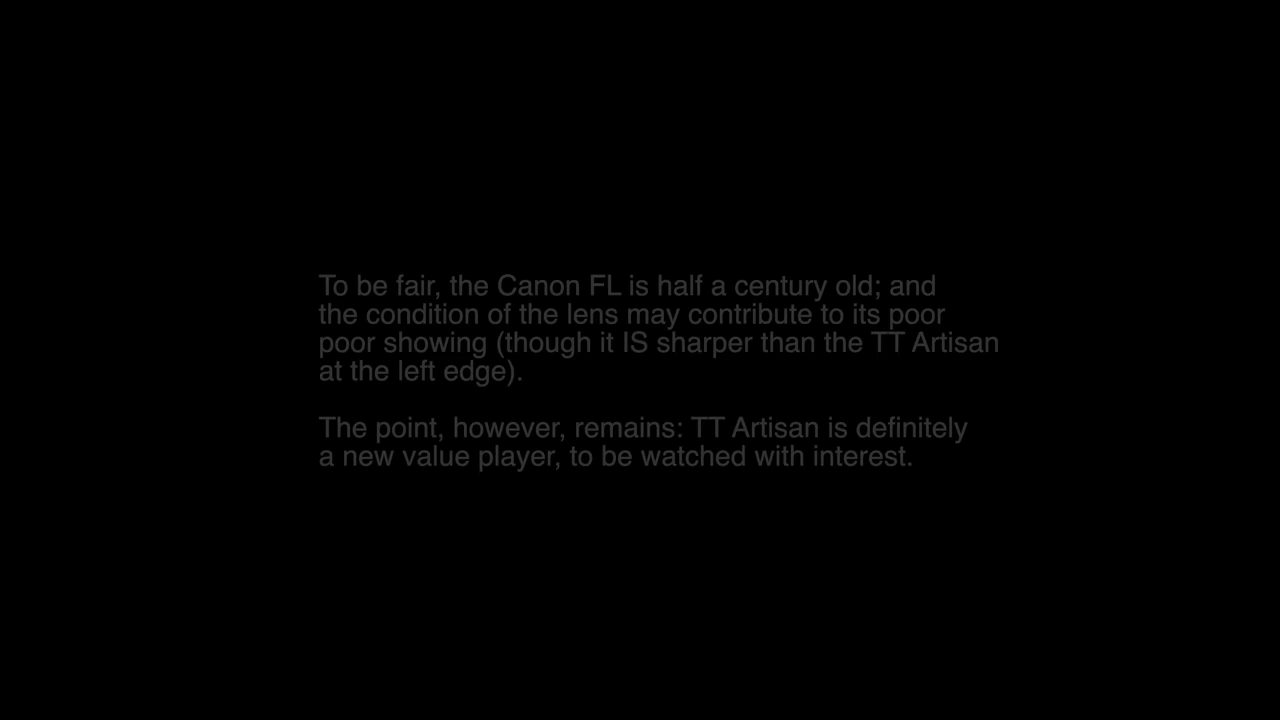 To be fair, the Canon FL is half a century old; and
the condition of the lens may contribute to its poor
poor showing (though it IS sharper than the TT Artisan
at the left edge).
The point, however, remains: TT Artisan is definitely
a new value player, to be watched with interest.